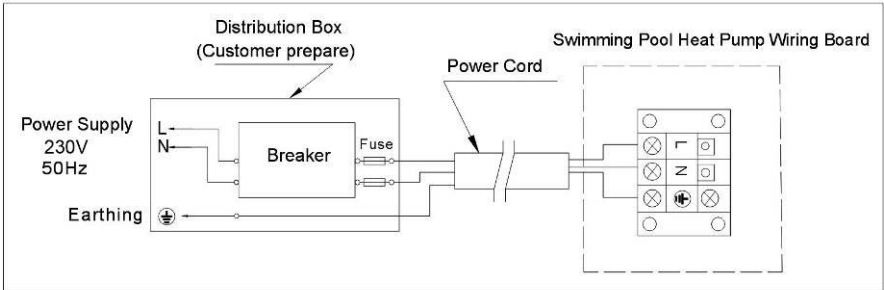 Distribution Box
(Customer prepare)
Swimming Pool Heat Pump Wiring Board
Power Cord
Power Supply
230V
50Hz
L
N
Breaker
Fuse
Earthing
L
N